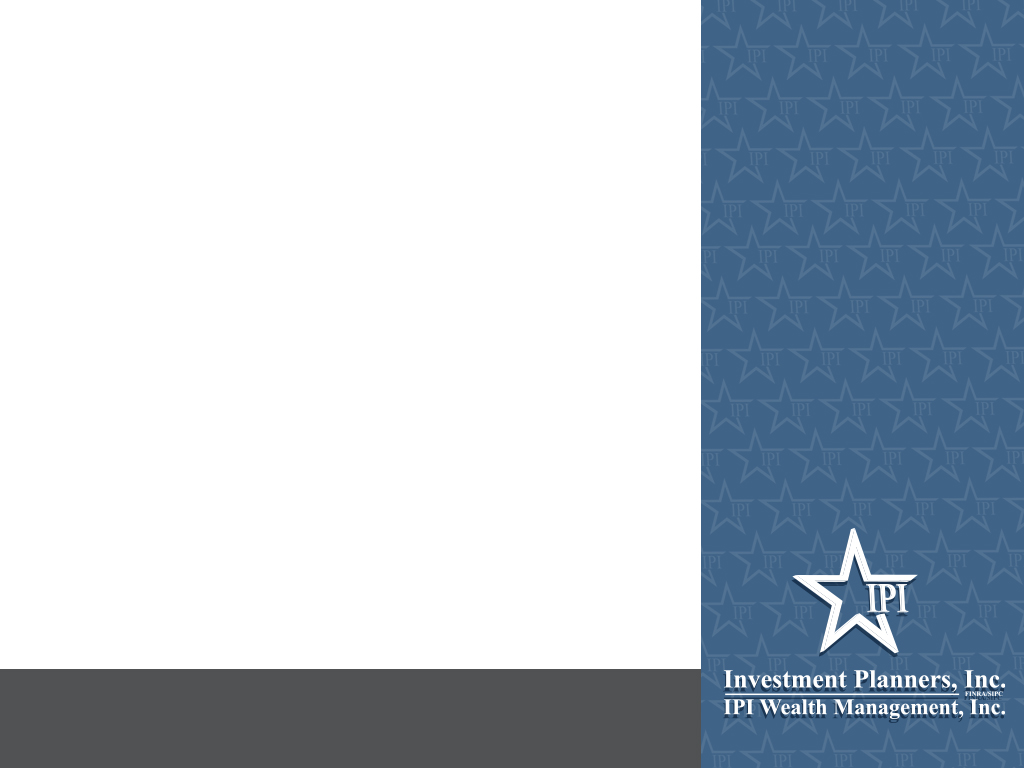 IPI
Investment Planners, Inc.
FINRA/SIPC
IPI Wealth Management, Inc.